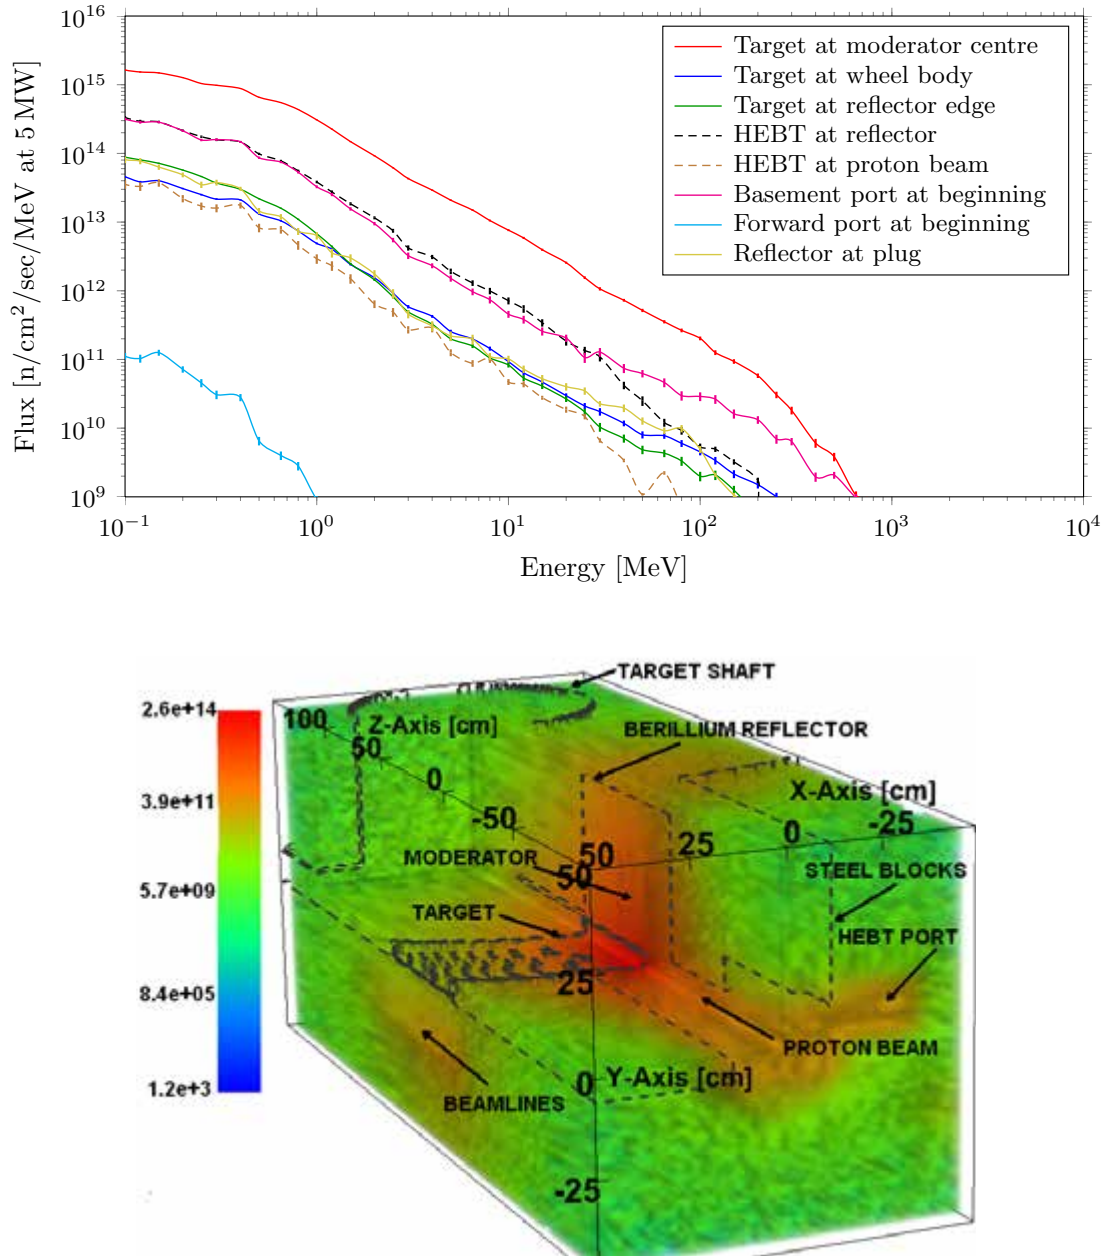 10^16
10^15
10^14
10^13
10^12
10^11
10^10
10^9
Flux [n/cm^2/sec/MeV at 5 MW]
Target at moderator centre
Target at wheel body
Target at reflector edge
HEBT at reflector
HEBT at proton beam
Basement port at beginning
Forward port at beginning
Reflector at plug
10^-1 10^0 10^1 10^2 10^3 10^4
Energy [MeV]
TARGET SHAFT
2.6e+14
100
Z-Axis [cm]
BERILLIUM REFLECTOR
50
0
3.9e+11
X-Axis [cm]
-50
0
-25
25
MODERATOR
50
50
STEEL BLOCKS
5.7e+09
TARGET
HEBT PORT
25
8.4e+05
PROTON BEAM
0
Y-Axis [cm]
1.2e+3
BEAMLINES
-25